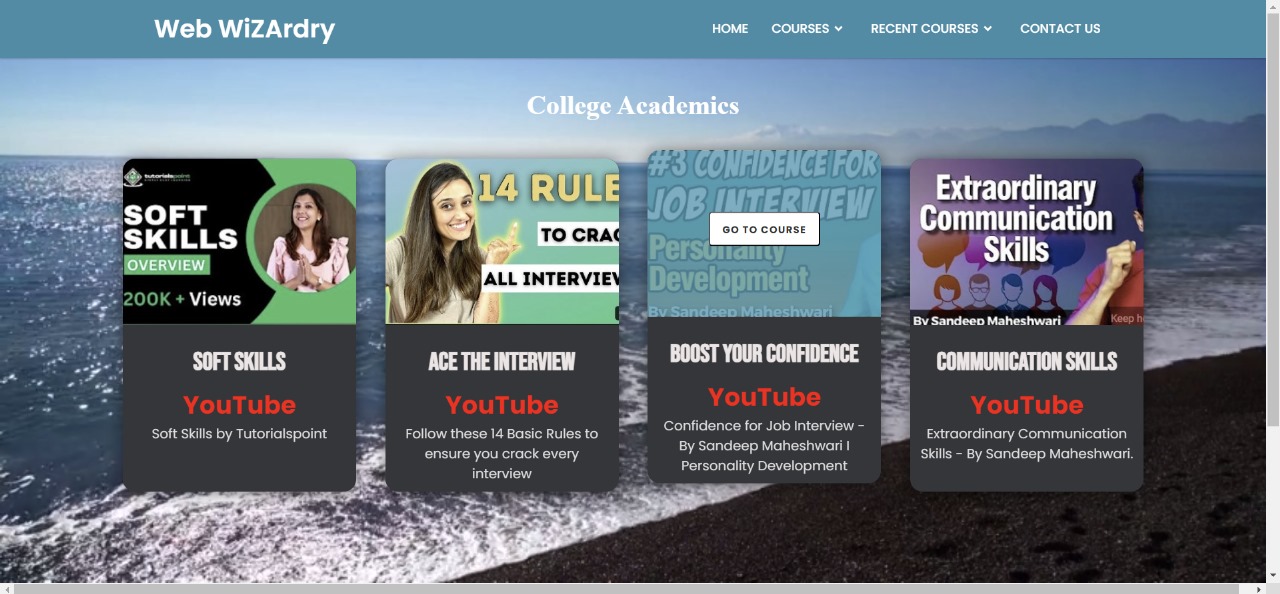 Web WiZArdry
HOME
COURSES
RECENT COURSES
CONTACT US
College Academics
tutorialspoint
SOFT
SKILLS
OVERVIEW
200K + Views
SOFT SKILLS
YouTube
Soft Skills by Tutorialspoint
14 RULE
TO CRAC
ALL INTERVIEW
ACE THE INTERVIEW
YouTube
Follow these 14 Basic Rules to
ensure you crack every
interview
#3 CONFIDENCE FOR
JOB INTERVIEW
GO TO COURSE
Personality
Development
By Sandeep Maheshwari
BOOST YOUR CONFIDENCE
YouTube
Confidence for Job Interview -
By Sandeep Maheshwari I
Personality Development
Extraordinary
Communication
Skills
By Sandeep Maheshwari
Keep h
COMMUNICATION SKILLS
YouTube
Extraordinary Communication
Skills - By Sandeep Maheshwari.